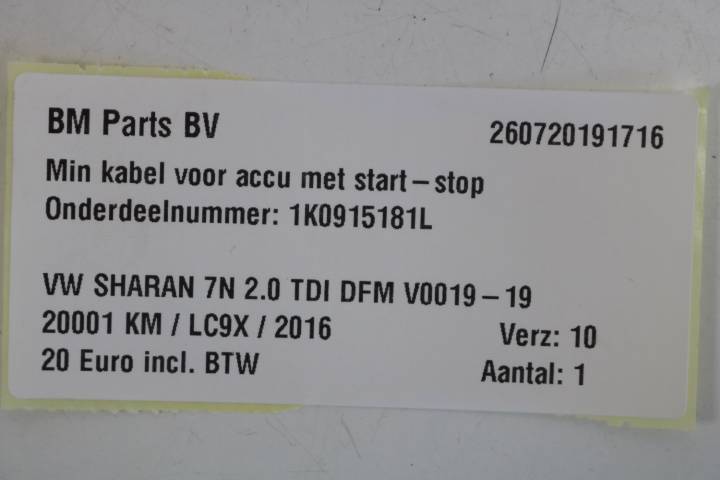 BM Parts BV 260720191716
Min kabel voor accu met start-stop
Onderdeelnummer: 1K0915181L
VW SHARAN 7N 2.0 TDI DFM V0019-19
20001 KM / LC9X / 2016 Verz: 10
20 Euro incl. BTW Aantal: 1